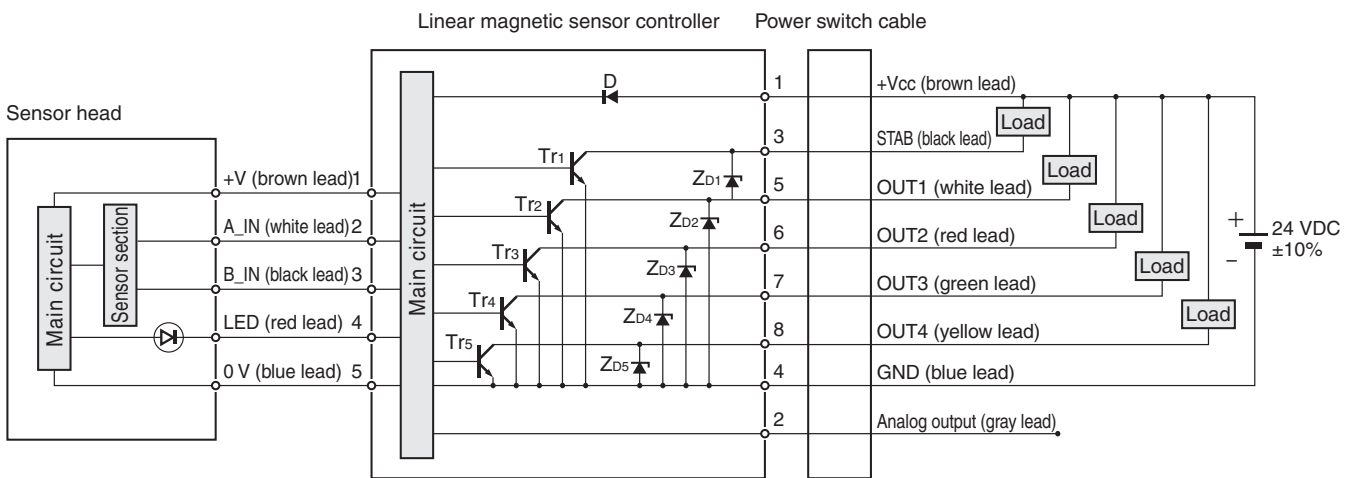 Linear magnetic sensor controller
Power switch cable
Sensor head
Main circuit
Sensor section
+V (brown lead)1
A_IN (white lead) 2
B_IN (black lead) 3
LED (red lead) 4
0 V (blue lead) 5
Main circuit
D
Tr1
Tr2
Tr3
Tr4
Tr5
ZD1
ZD2
ZD3
ZD4
ZD5
1
3
5
6
7
8
4
2
+Vcc (brown lead)
STAB (black lead)
OUT1 (white lead)
OUT2 (red lead)
OUT3 (green lead)
OUT4 (yellow lead)
GND (blue lead)
Analog output (gray lead)
Load
Load
Load
Load
Load
+
−
24 VDC
±10%